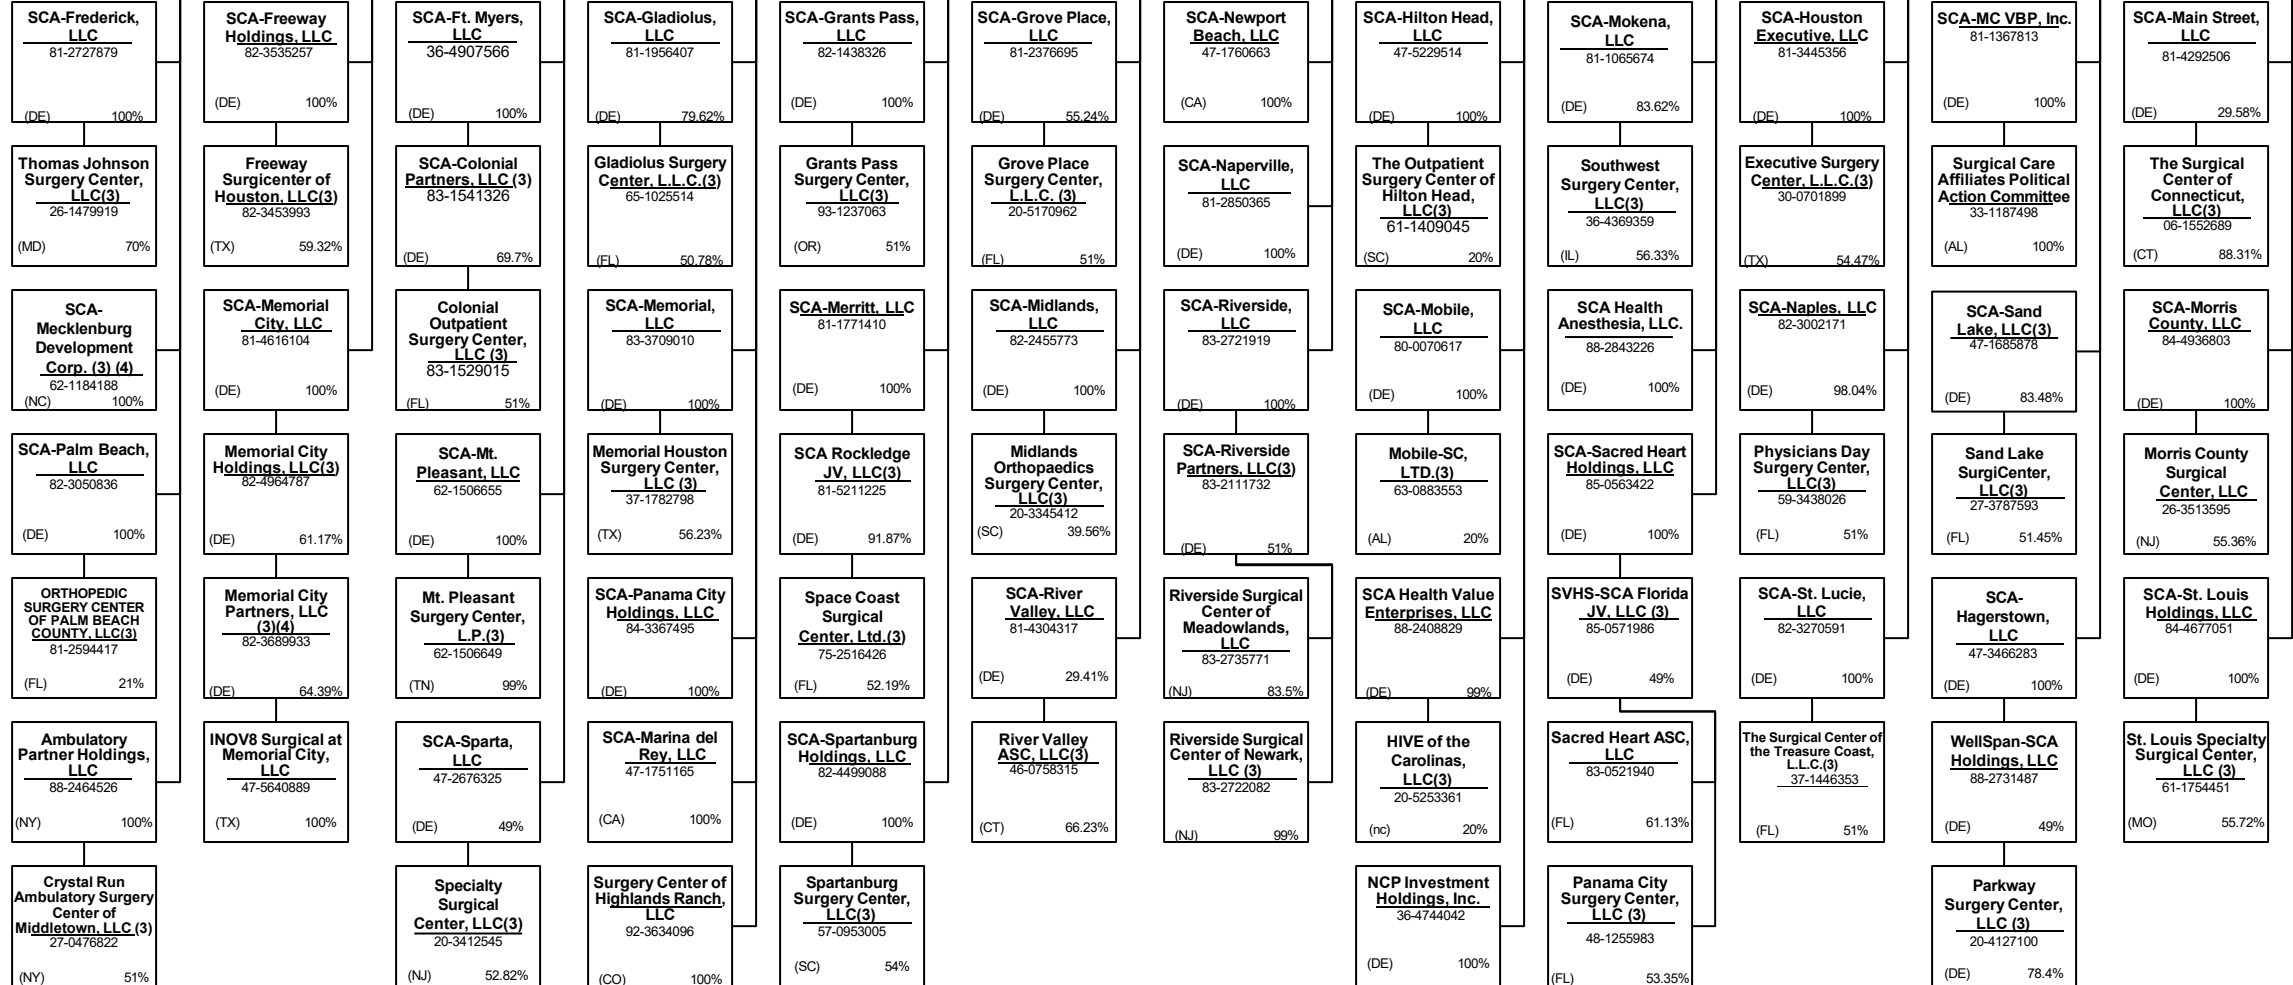 SCA-Frederick,
LLC
81-2727879
(DE) 100%
Thomas Johnson
Surgery Center,
LLC(3)
26-1479919
(MD) 70%
SCA-
Mecklenburg
Development
Corp. (3) (4)
62-1184188
(NC) 100%
SCA-Palm Beach,
LLC
82-3050836
(DE) 100%
ORTHOPEDIC
SURGERY CENTER
OF PALM BEACH
COUNTY, LLC(3)
81-2594417
(FL) 21%
Ambulatory
Partner Holdings,
LLC
88-2464526
(NY) 100%
Crystal Run
Ambulatory Surgery
Center of
Middletown, LLC (3)
27-0476822
(NY) 51%
SCA-Freeway
Holdings, LLC
82-3535257
(DE) 100%
Freeway
Surgicenter of
Houston, LLC(3)
82-3453993
(TX) 59.32%
SCA-Memorial
City, LLC
81-4616104
(DE) 100%
Memorial City
Holdings, LLC(3)
82-4964787
(DE) 61.17%
Memorial City
Partners, LLC
(3)(4)
82-3689933
(DE) 64.39%
INOV8 Surgical at
Memorial City,
LLC
47-5640889
(TX) 100%
SCA-Ft. Myers,
LLC
36-4907566
(DE) 100%
SCA-Colonial
Partners, LLC (3)
83-1541326
(DE) 69.7%
Colonial
Outpatient
Surgery Center,
LLC (3)
83-1529015
(FL) 51%
SCA-Mt.
Pleasant, LLC
62-1506655
(DE) 100%
Mt. Pleasant
Surgery Center,
L.P.(3)
62-1506649
(TN) 99%
SCA-Sparta,
LLC
47-2676325
(DE) 49%
Specialty
Surgical
Center, LLC(3)
20-3412545
(NJ) 52.82%
SCA-Gladiolus,
LLC
81-1956407
(DE) 79.62%
Gladiolus Surgery
Center, L.L.C.(3)
65-1025514
(FL) 50.78%
SCA-Memorial,
LLC
83-3709010
(DE) 100%
Memorial Houston
Surgery Center,
LLC (3)
37-1782798
(TX) 56.23%
SCA-Panama City
Holdings, LLC
84-3367495
(DE) 100%
SCA-Marina del
Rey, LLC
47-1751165
(CA) 100%
Surgery Center of
Highlands Ranch,
LLC
92-3634096
(CO) 100%
SCA-Grants Pass,
LLC
82-1438326
(DE) 100%
Grants Pass
Surgery Center,
LLC(3)
93-1237063
(OR) 51%
SCA-Merritt, LLC
81-1771410
(DE) 100%
SCA Rockledge
JV, LLC(3)
81-5211225
(DE) 91.87%
Space Coast
Surgical
Center, Ltd.(3)
75-2516426
(FL) 52.19%
SCA-Spartanburg
Holdings, LLC
82-4499088
(DE) 100%
Spartanburg
Surgery Center,
LLC(3)
57-0953005
(SC) 54%
SCA-Grove Place,
LLC
81-2376695
(DE) 55.24%
Grove Place
Surgery Center,
L.L.C. (3)
20-5170962
(FL) 51%
SCA-Midlands,
LLC
82-2455773
(DE) 100%
Midlands
Orthopaedics
Surgery Center,
LLC(3)
20-3345412
(SC) 39.56%
SCA-River
Valley, LLC
81-4304317
(DE) 29.41%
River Valley
ASC, LLC(3)
46-0758315
(CT) 66.23%
SCA-Newport
Beach, LLC
47-1760663
(CA) 100%
SCA-Naperville,
LLC
81-2850365
(DE) 100%
SCA-Riverside,
LLC
83-2721919
(DE) 100%
SCA-Riverside
Partners, LLC(3)
83-2111732
(DE) 51%
Riverside Surgical
Center of
Meadowlands,
LLC
83-2735771
(NJ) 83.5%
Riverside Surgical
Center of Newark,
LLC (3)
83-2722082
(NJ) 99%
SCA-Hilton Head,
LLC
47-5229514
(DE) 100%
The Outpatient
Surgery Center of
Hilton Head,
LLC(3)
61-1409045
(SC) 20%
SCA-Mobile,
LLC
80-0070617
(DE) 100%
Mobile-SC,
LTD.(3)
63-0883553
(AL) 20%
SCA Health Value
Enterprises, LLC
88-2408829
(DE) 99%
HIVE of the
Carolinas,
LLC(3)
20-5253361
(nc) 20%
NCP Investment
Holdings, Inc.
36-4744042
(DE) 100%
SCA-Mokena,
LLC
81-1065674
(DE) 83.62%
Southwest
Surgery Center,
LLC(3)
36-4369359
(IL) 56.33%
SCA Health
Anesthesia, LLC.
88-2843226
(DE) 100%
SCA-Sacred Heart
Holdings, LLC
85-0563422
(DE) 100%
SVHS-SCA Florida
JV, LLC (3)
85-0571986
(DE) 49%
Sacred Heart ASC,
LLC
83-0521940
(FL) 61.13%
Panama City
Surgery Center,
LLC (3)
48-1255983
(FL) 53.35%
SCA-Houston
Executive, LLC
81-3445356
(DE) 100%
Executive Surgery
Center, L.L.C.(3)
30-0701899
(TX) 54.47%
SCA-Naples, LLC
82-3002171
(DE) 98.04%
Physicians Day
Surgery Center,
LLC(3)
59-3438026
(FL) 51%
SCA-St. Lucie,
LLC
82-3270591
(DE) 100%
The Surgical Center of
the Treasure Coast,
L.L.C.(3)
37-1446353
(FL) 51%
SCA-MC VBP, Inc.
81-1367813
(DE) 100%
Surgical Care
Affiliates Political
Action Committee
33-1187498
(AL) 100%
SCA-Sand
Lake, LLC(3)
47-1685878
(DE) 83.48%
Sand Lake
SurgiCenter,
LLC(3)
27-3787593
(FL) 51.45%
SCA-
Hagerstown,
LLC
47-3466283
(DE) 100%
WellSpan-SCA
Holdings, LLC
88-2731487
(DE) 49%
Parkway
Surgery Center,
LLC (3)
20-4127100
(DE) 78.4%
SCA-Main Street,
LLC
81-4292506
(DE) 29.58%
The Surgical
Center of
Connecticut,
LLC(3)
06-1552689
(CT) 88.31%
SCA-Morris
County, LLC
84-4936803
(DE) 100%
Morris County
Surgical
Center, LLC
26-3513595
(NJ) 55.36%
SCA-St. Louis
Holdings, LLC
84-4677051
(DE) 100%
St. Louis Specialty
Surgical Center,
LLC (3)
61-1754451
(MO) 55.72%